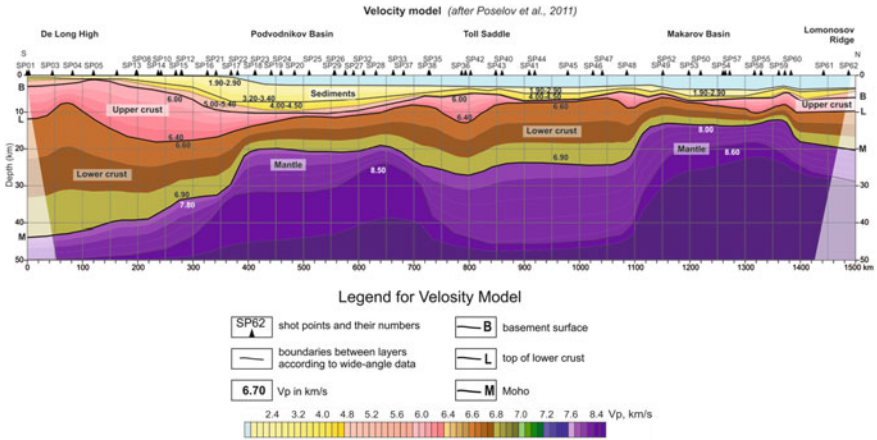 Velocity model (after Poselov et al., 2011)
De Long High Podvodnikov Basin Toll Saddle Makarov Basin Lomonosov Ridge
S N
SP08 SP10 SP12 SP21 SP22 SP23 SP25 SP26 SP32 SP33 SP35 SP42 SP40 SP41 SP45 SP46 SP52 SP50 SP57 SP55 SP60
SP01 SP03 SP04 SP05 SP13 SP14 SP15 SP16 SP17 SP18 SP19 SP20 SP29 SP27 SP28 SP37 SP38 SP36 SP43 SP44 SP47 SP48 SP49 SP53 SP54 SP58 SP59 SP61 SP62
0 0
B 1.90-2.90 1.90-2.90 1.90-2.90 B
Sediments
6.00 3.20-3.40 6.00 4.00-4.50
5.00-5.40 4.00-4.50 6.60
10 Upper crust Upper crust 10
L 6.40 L
6.40 Lower crust 8.00
6.60
20 Mantle Mantle 20
M
6.90 8.60
Lower crust 8.50
30 30
6.90
7.80
40 40
M
50 50
Depth (km)
0 100 200 300 400 500 600 700 800 900 1000 1100 1200 1300 1400 1500 km
Legend for Velosity Model
SP62 shot points and their numbers
B basement surface
boundaries between layers
according to wide-angle data
L top of lower crust
6.70 Vp in km/s
M Moho
2.4 3.2 4.0 4.8 5.2 5.6 6.0 6.4 6.6 6.8 7.0 7.2 7.6 8.4 Vp, km/s